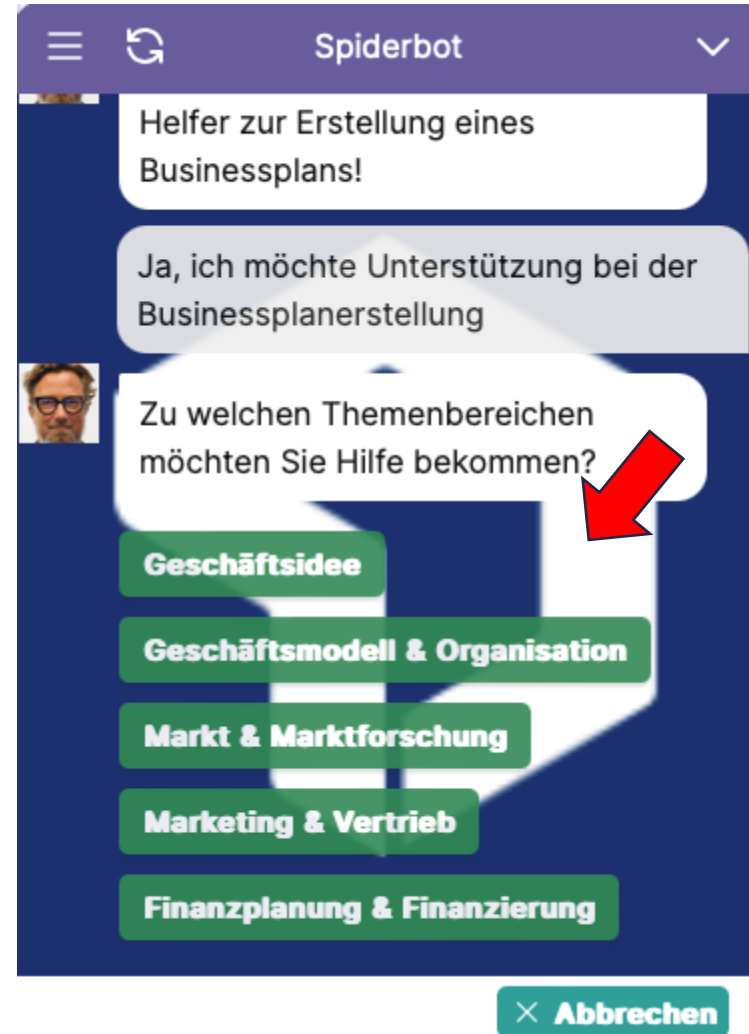 Spiderbot
Helfer zur Erstellung eines
Businessplans!
Ja, ich möchte Unterstützung bei der
Businessplanerstellung
Zu welchen Themenbereichen
möchten Sie Hilfe bekommen?
Geschäftsidee
Geschäftsmodell & Organisation
Markt & Marktforschung
Marketing & Vertrieb
Finanzplanung & Finanzierung
× Abbrechen